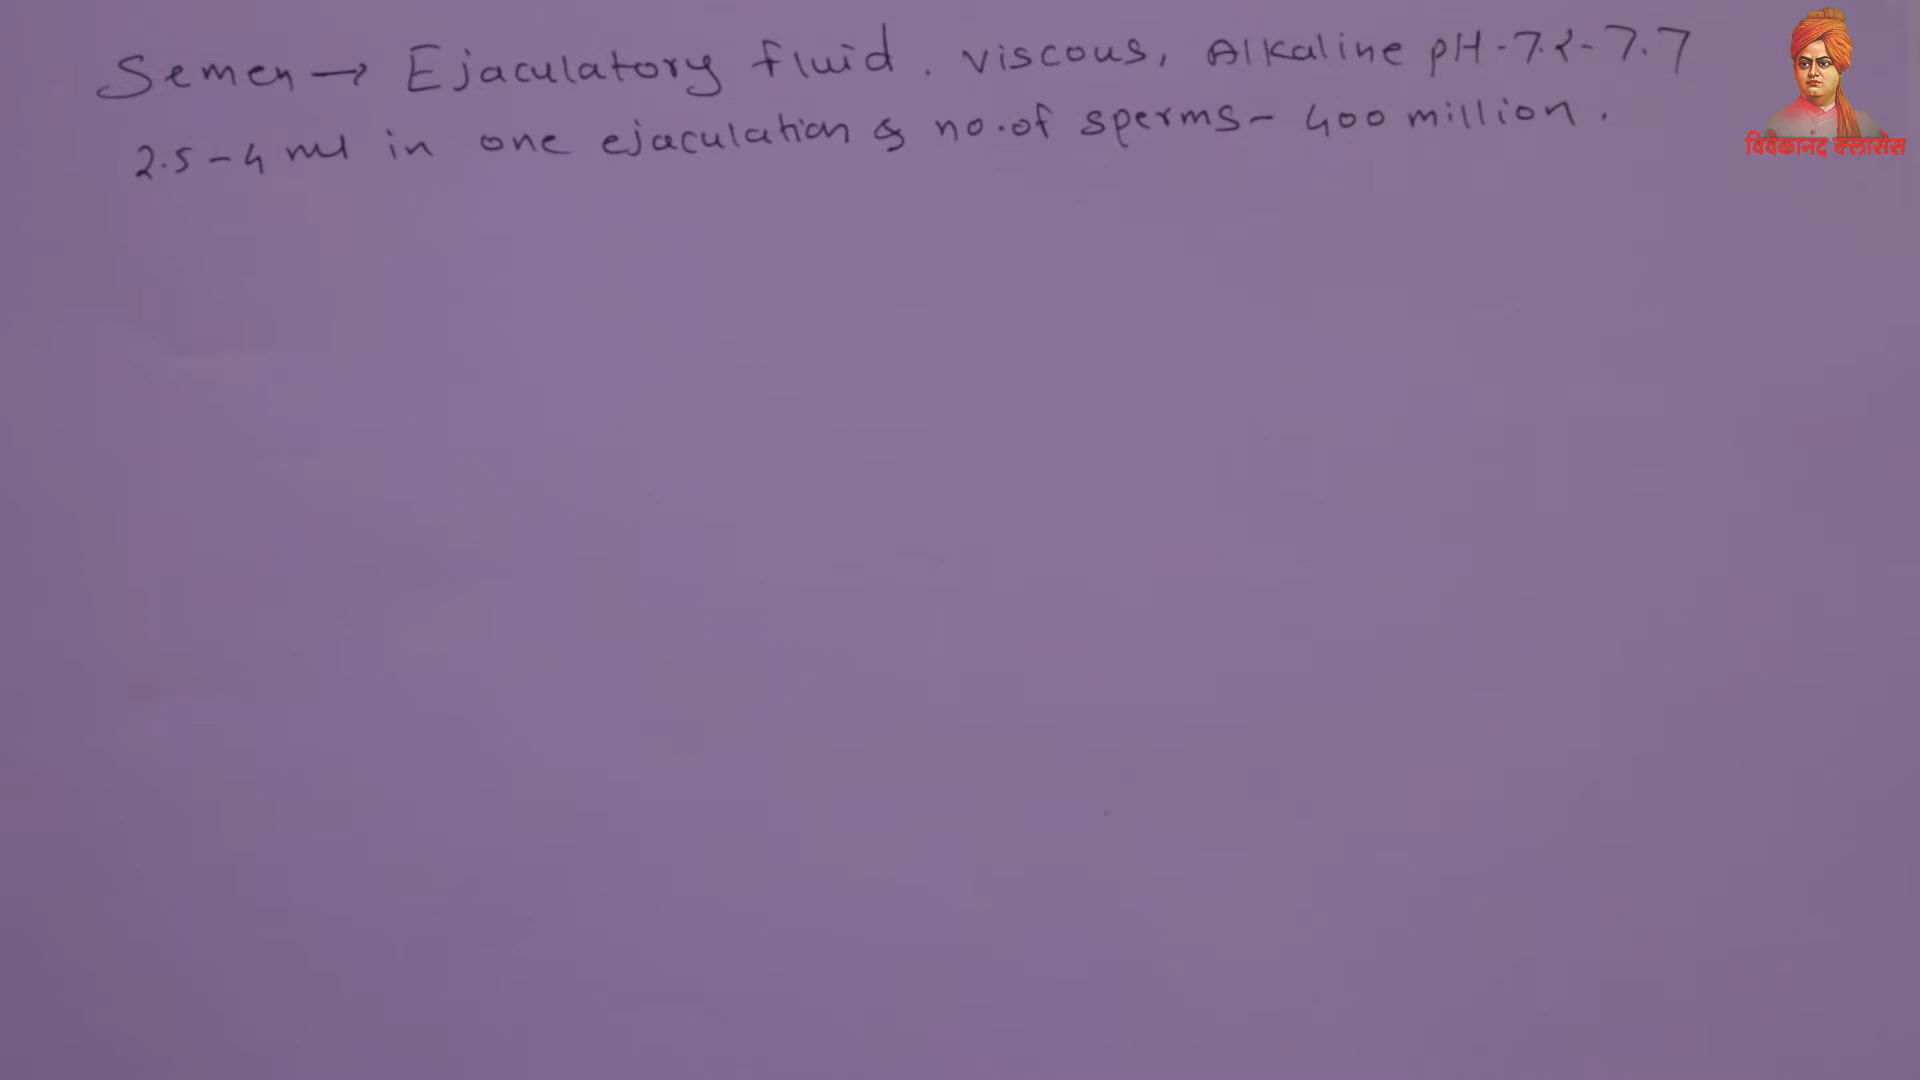 Semen → Ejaculatory fluid. viscous, Alkaline pH-7.2-7.7
2.5-4 ml in one ejaculation & no.of sperms- 400 million.
विवेकानंद क्लासेस